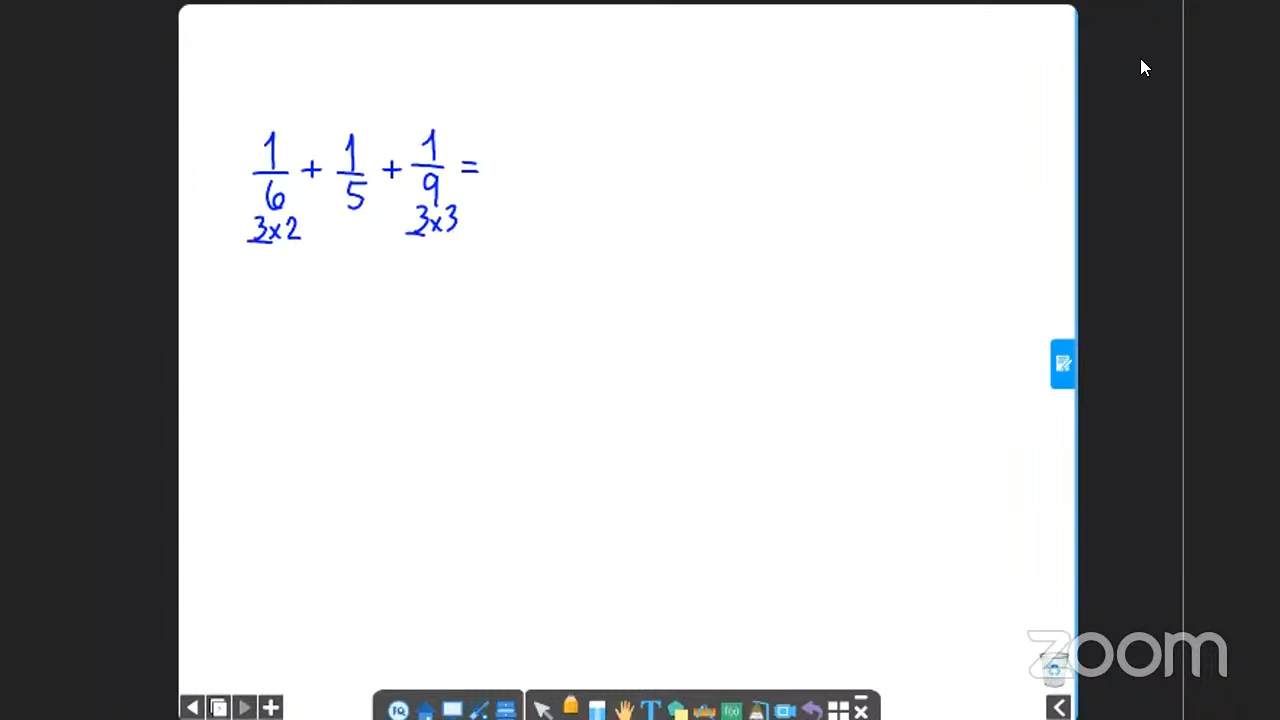 1/6 + 1/5 + 1/9 =
3x2 3x3
zoom